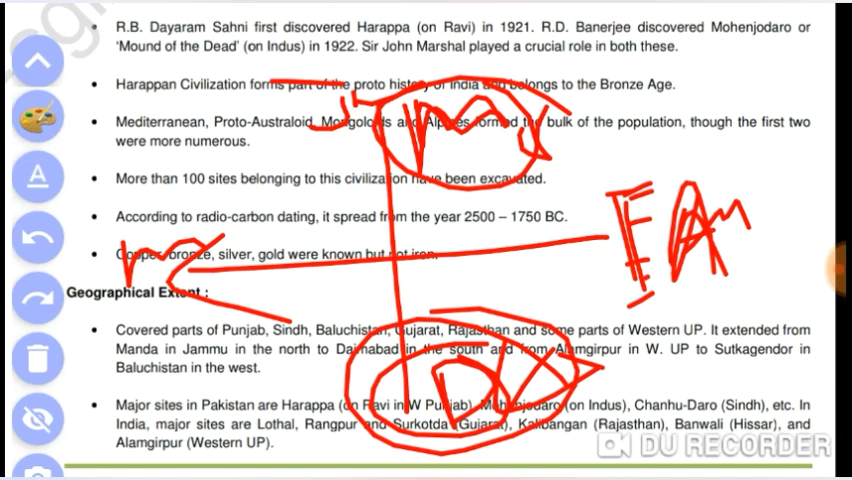 R.B. Dayaram Sahni first discovered Harappa (on Ravi) in 1921. R.D. Banerjee discovered Mohenjodaro or
‘Mound of the Dead’ (on Indus) in 1922. Sir John Marshal played a crucial role in both these.
Harappan Civilization forms part of the proto history of India and belongs to the Bronze Age.
Mediterranean, Proto-Australoid, Mongoloids and Alpines formed the bulk of the population, though the first two
were more numerous.
More than 100 sites belonging to this civilization have been excavated.
According to radio-carbon dating, it spread from the year 2500 – 1750 BC.
Copper, bronze, silver, gold were known but not iron.
Geographical Extent :
Covered parts of Punjab, Sindh, Baluchistan, Gujarat, Rajasthan and some parts of Western UP. It extended from
Manda in Jammu in the north to Daimabad in the south and from Alamgirpur in W. UP to Sutkagendor in
Baluchistan in the west.
Major sites in Pakistan are Harappa (on Ravi in W Punjab), Mohenjodaro (on Indus), Chanhu-Daro (Sindh), etc. In
India, major sites are Lothal, Rangpur and Surkotda (Gujarat), Kalibangan (Rajasthan), Banwali (Hissar), and
Alamgirpur (Western UP).
DU RECORDER